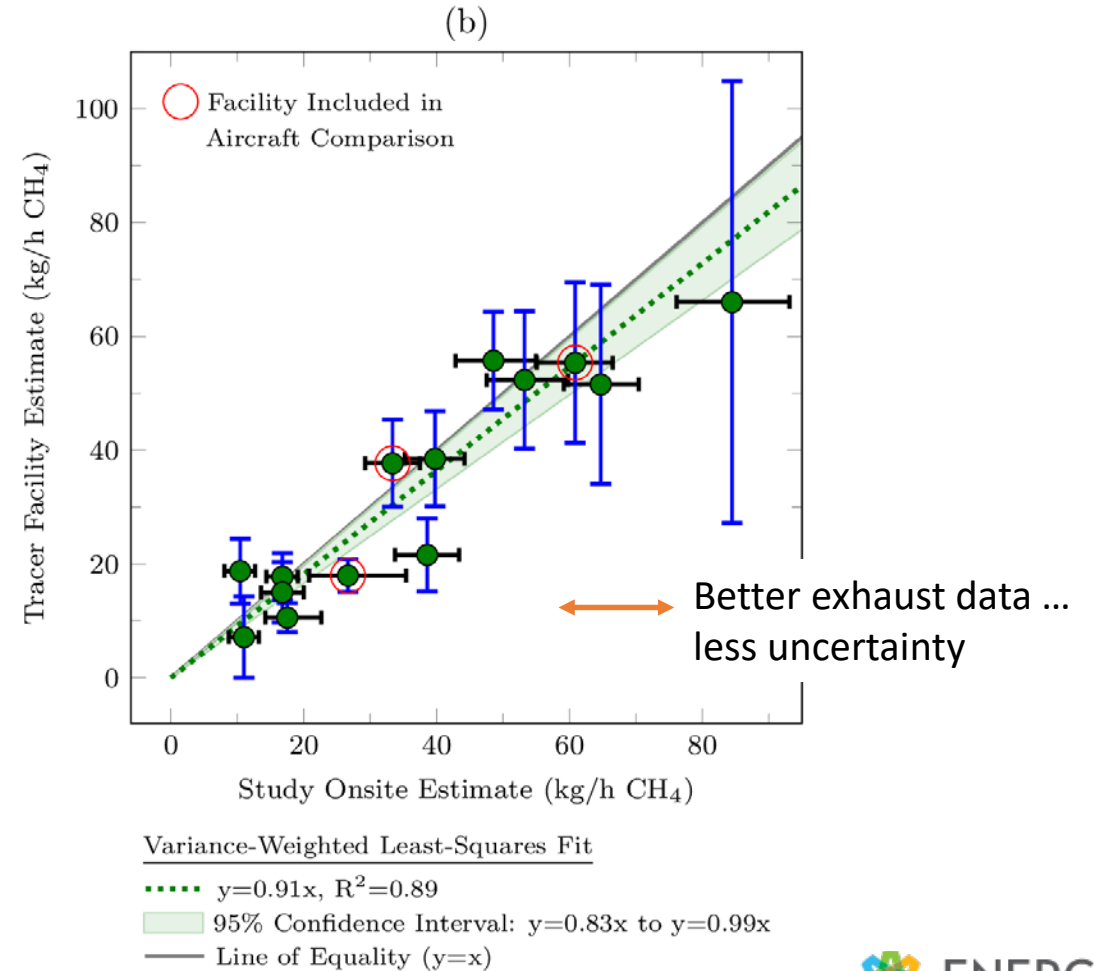 (b)
Facility Included in
Aircraft Comparison
Tracer Facility Estimate (kg/h CH₄)
100
80
60
40
20
0
Better exhaust data ...
less uncertainty
0 20 40 60 80
Study Onsite Estimate (kg/h CH₄)
Variance-Weighted Least-Squares Fit
y=0.91x, R²=0.89
95% Confidence Interval: y=0.83x to y=0.99x
Line of Equality (y=x)